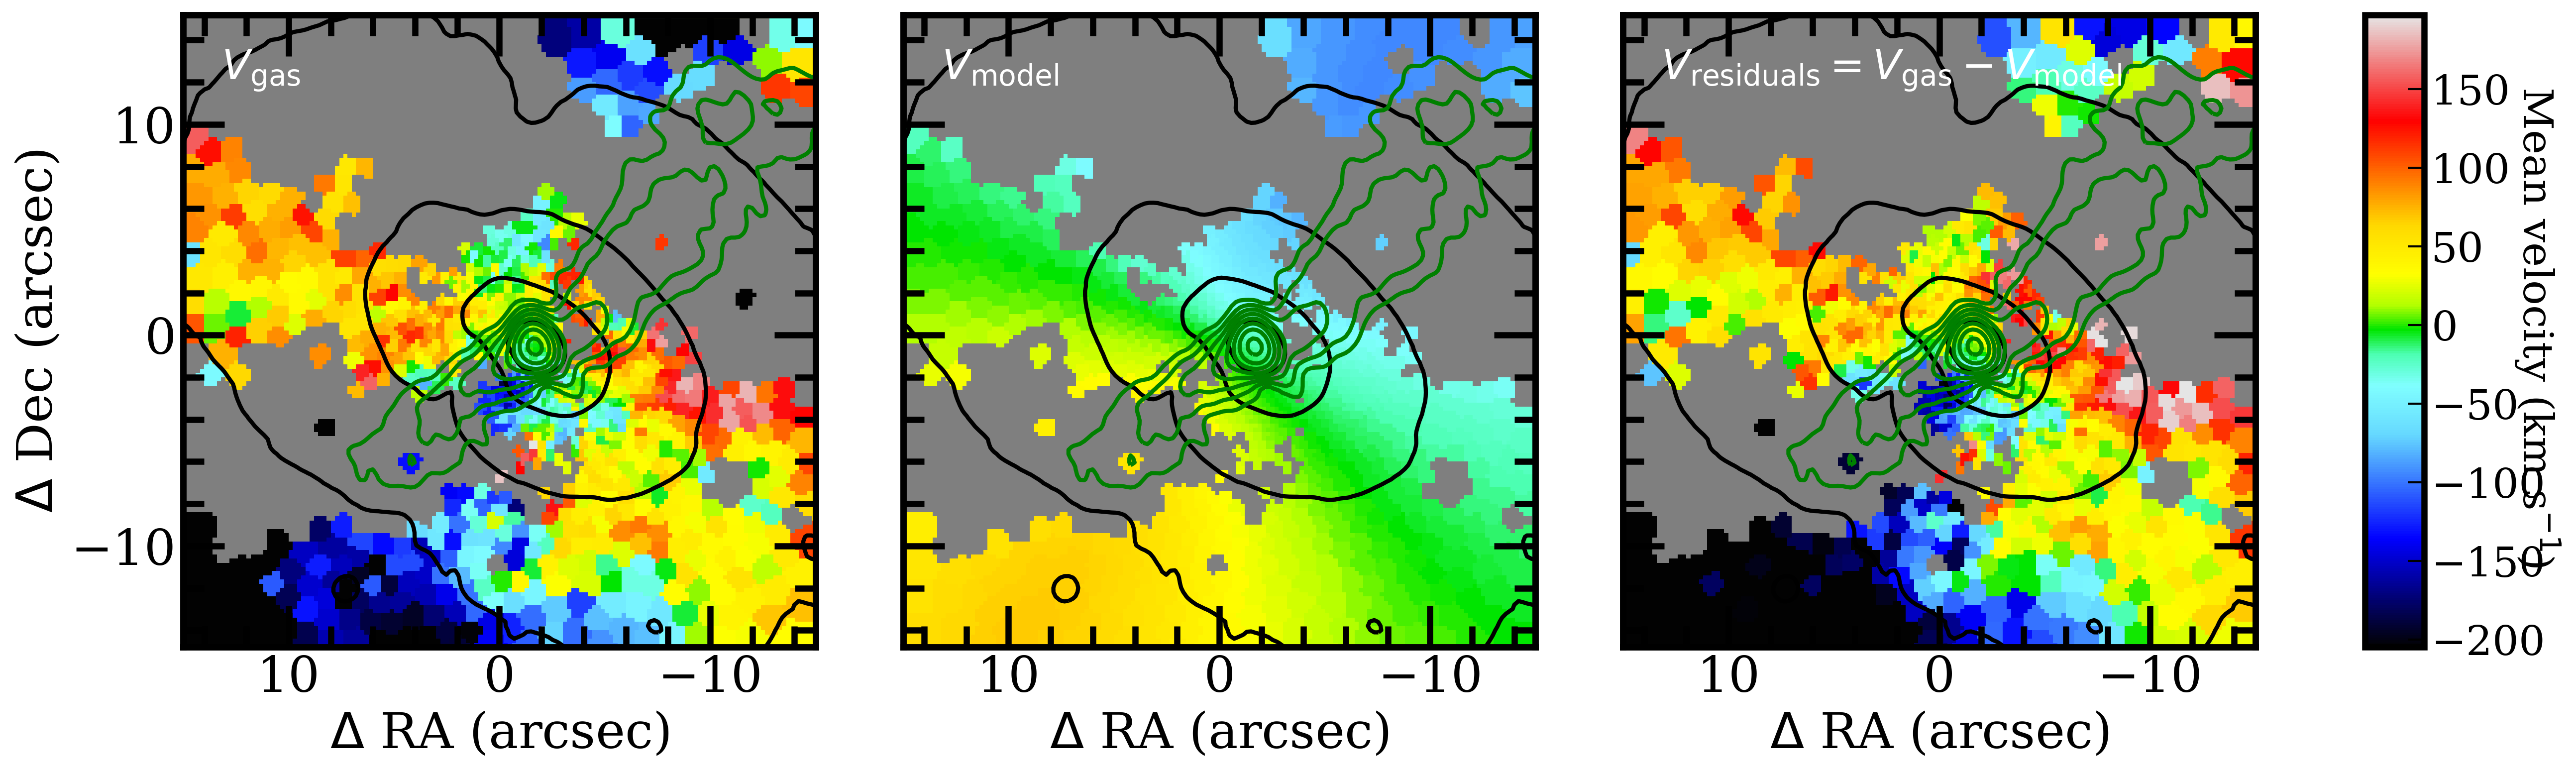 V_gas
V_model
V_residuals = V_gas − V_model
Δ Dec (arcsec)
10
0
−10
10
0
−10
Δ RA (arcsec)
10
0
−10
Δ RA (arcsec)
10
0
−10
Δ RA (arcsec)
150
100
50
0
−50
−100
−150
−200
Mean velocity (kms⁻¹)